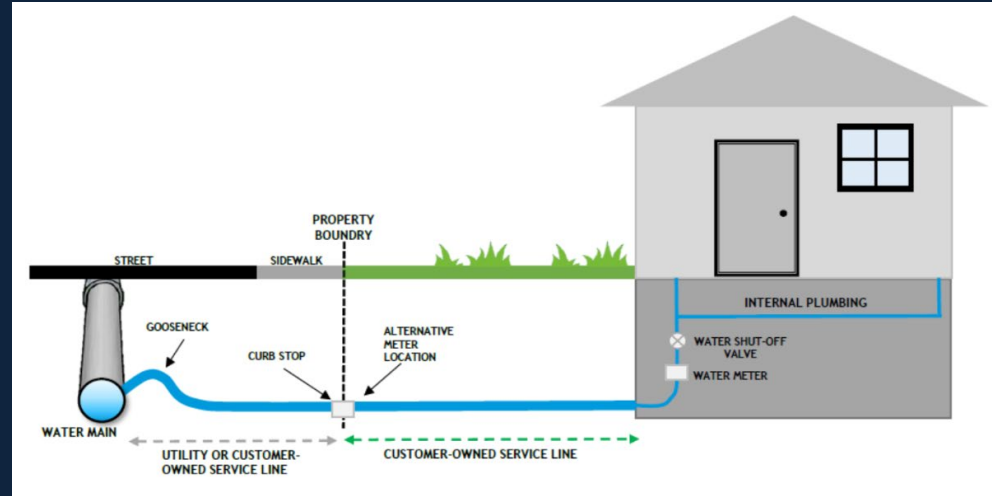 PROPERTY
BOUNDRY
STREET
SIDEWALK
GOOSENECK
CURB STOP
ALTERNATIVE
METER
LOCATION
INTERNAL PLUMBING
WATER SHUT-OFF
VALVE
WATER METER
WATER MAIN
UTILITY OR CUSTOMER-
OWNED SERVICE LINE
CUSTOMER-OWNED SERVICE LINE